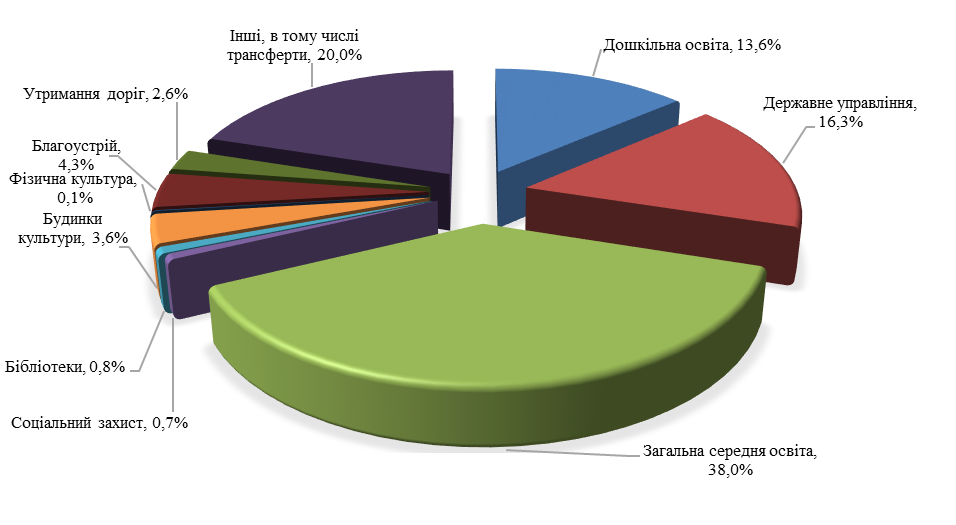 Інші, в тому числі
трансферти, 20,0%
Дошкільна освіта, 13,6%
Державне управління,
16,3%
Утримання доріг, 2,6%
Благоустрій,
4,3%
Фізична культура,
0,1%
Будинки
культури, 3,6%
Бібліотеки, 0,8%
Соціальний захист, 0,7%
Загальна середня освіта,
38,0%